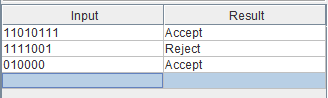 Input Result
11010111 Accept
1111001 Reject
010000 Accept